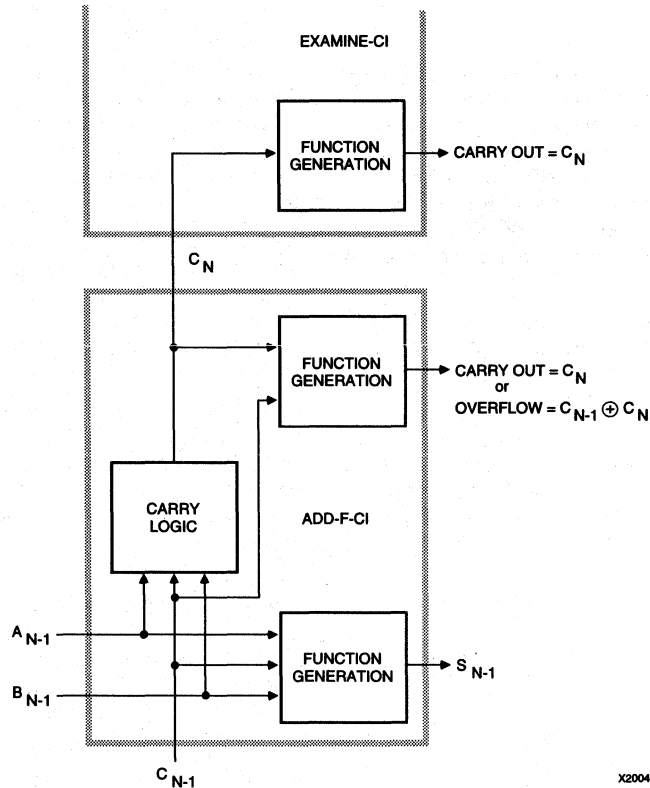 EXAMINE-CI
FUNCTION
GENERATION
CARRY OUT = C_N
C_N
FUNCTION
GENERATION
CARRY OUT = C_N
or
OVERFLOW = C_N-1 ⊕ C_N
CARRY
LOGIC
ADD-F-CI
A_N-1
FUNCTION
GENERATION
S_N-1
B_N-1
C_N-1
X2004